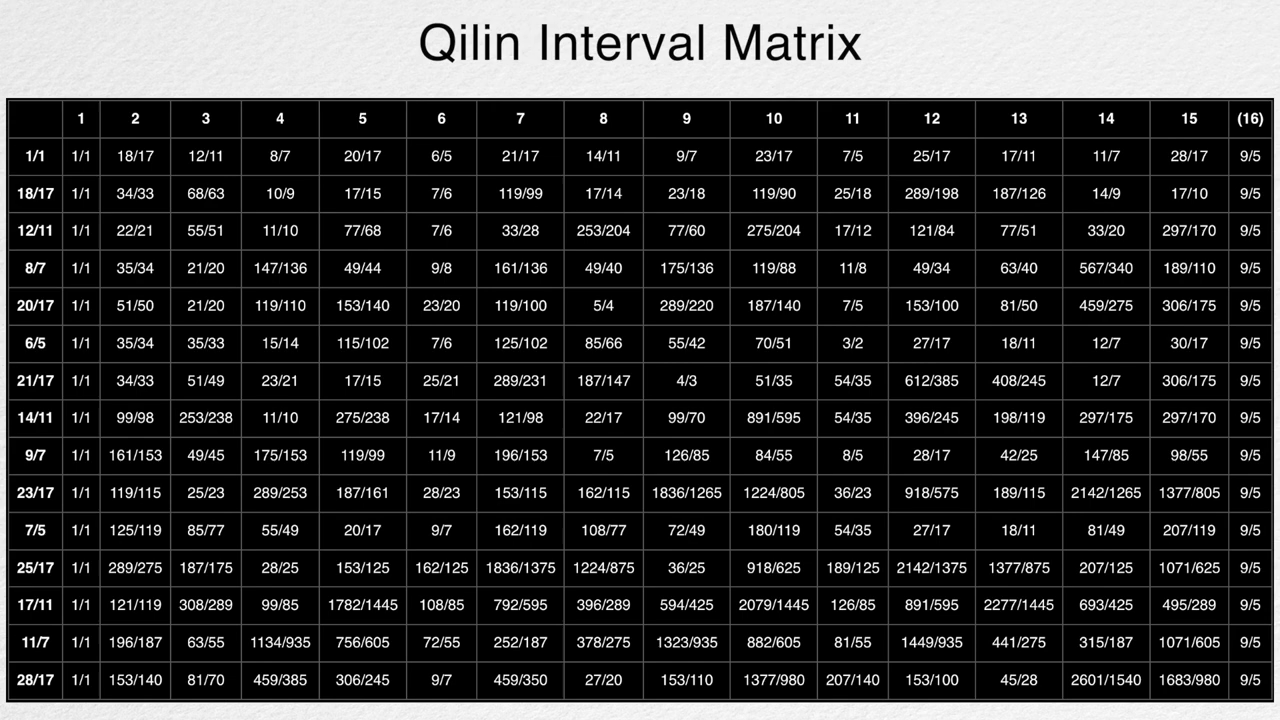 Qilin Interval Matrix
1 2 3 4 5 6 7 8 9 10 11 12 13 14 15 (16)
1/1 1/1 18/17 12/11 8/7 20/17 6/5 21/17 14/11 9/7 23/17 7/5 25/17 17/11 11/7 28/17 9/5
18/17 1/1 34/33 68/63 10/9 17/15 7/6 119/99 17/14 23/18 119/90 25/18 289/198 187/126 14/9 17/10 9/5
12/11 1/1 22/21 55/51 11/10 77/68 7/6 33/28 253/204 77/60 275/204 17/12 121/84 77/51 33/20 297/170 9/5
8/7 1/1 35/34 21/20 147/136 49/44 9/8 161/136 49/40 175/136 119/88 11/8 49/34 63/40 567/340 189/110 9/5
20/17 1/1 51/50 21/20 119/110 153/140 23/20 119/100 5/4 289/220 187/140 7/5 153/100 81/50 459/275 306/175 9/5
6/5 1/1 35/34 35/33 15/14 115/102 7/6 125/102 85/66 55/42 70/51 3/2 27/17 18/11 12/7 30/17 9/5
21/17 1/1 34/33 51/49 23/21 17/15 25/21 289/231 187/147 4/3 51/35 54/35 612/385 408/245 12/7 306/175 9/5
14/11 1/1 99/98 253/238 11/10 275/238 17/14 121/98 22/17 99/70 891/595 54/35 396/245 198/119 297/175 297/170 9/5
9/7 1/1 161/153 49/45 175/153 119/99 11/9 196/153 7/5 126/85 84/55 8/5 28/17 42/25 147/85 98/55 9/5
23/17 1/1 119/115 25/23 289/253 187/161 28/23 153/115 162/115 1836/1265 1224/805 36/23 918/575 189/115 2142/1265 1377/805 9/5
7/5 1/1 125/119 85/77 55/49 20/17 9/7 162/119 108/77 72/49 180/119 54/35 27/17 18/11 81/49 207/119 9/5
25/17 1/1 289/275 187/175 28/25 153/125 162/125 1836/1375 1224/875 36/25 918/625 189/125 2142/1375 1377/875 207/125 1071/625 9/5
17/11 1/1 121/119 308/289 99/85 1782/1445 108/85 792/595 396/289 594/425 2079/1445 126/85 891/595 2277/1445 693/425 495/289 9/5
11/7 1/1 196/187 63/55 1134/935 756/605 72/55 252/187 378/275 1323/935 882/605 81/55 1449/935 441/275 315/187 1071/605 9/5
28/17 1/1 153/140 81/70 459/385 306/245 9/7 459/350 27/20 153/110 1377/980 207/140 153/100 45/28 2601/1540 1683/980 9/5